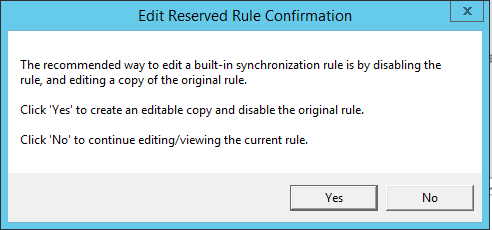 Edit Reserved Rule Confirmation
x
The recommended way to edit a built-in synchronization rule is by disabling the
rule, and editing a copy of the original rule.
Click 'Yes' to create an editable copy and disable the original rule.
Click 'No' to continue editing/viewing the current rule.
Yes
No